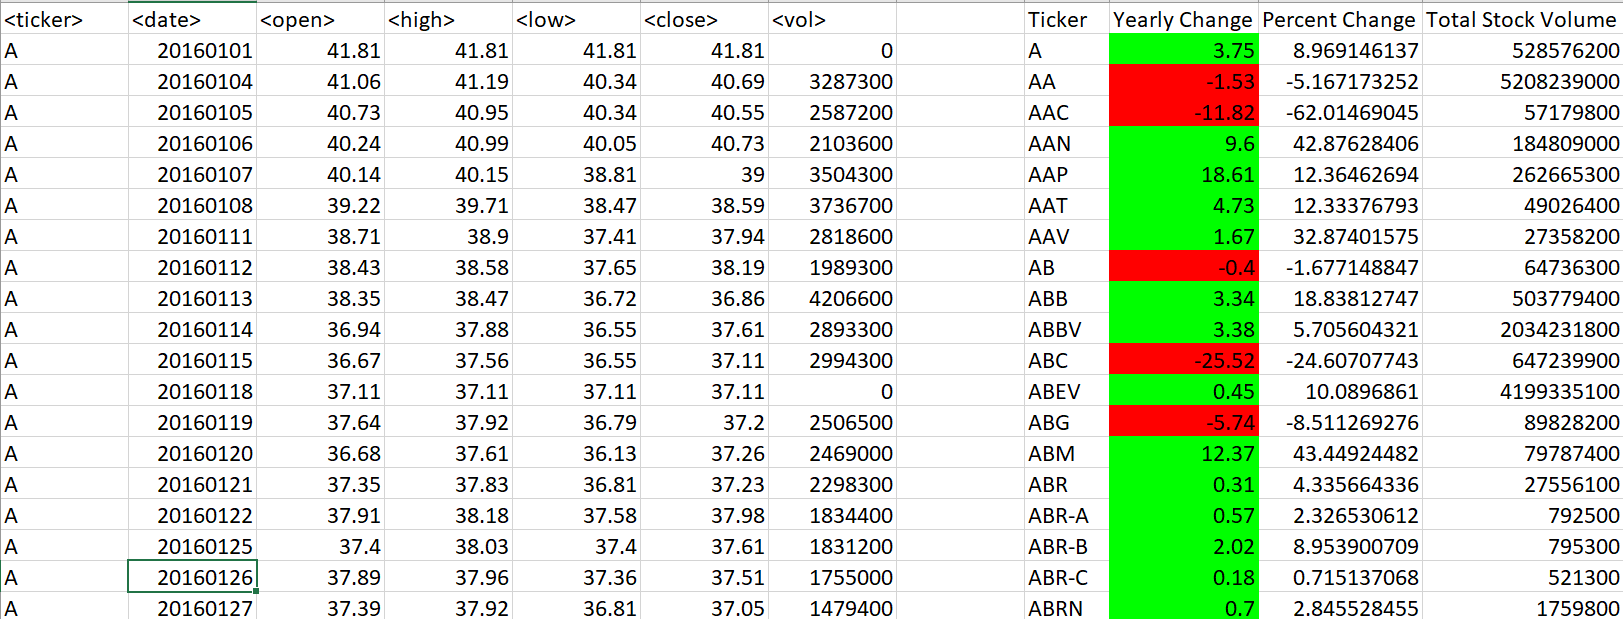 <ticker> <date> <open> <high> <low> <close> <vol> Ticker Yearly Change Percent Change Total Stock Volume
A 20160101 41.81 41.81 41.81 41.81 0 A 3.75 8.969146137 528576200
A 20160104 41.06 41.19 40.34 40.69 3287300 AA -1.53 -5.167173252 5208239000
A 20160105 40.73 40.95 40.34 40.55 2587200 AAC -11.82 -62.01469045 57179800
A 20160106 40.24 40.99 40.05 40.73 2103600 AAN 9.6 42.87628406 184809000
A 20160107 40.14 40.15 38.81 39 3504300 AAP 18.61 12.36462694 262665300
A 20160108 39.22 39.71 38.47 38.59 3736700 AAT 4.73 12.33376793 49026400
A 20160111 38.71 38.9 37.41 37.94 2818600 AAV 1.67 32.87401575 27358200
A 20160112 38.43 38.58 37.65 38.19 1989300 AB -0.4 -1.677148847 64736300
A 20160113 38.35 38.47 36.72 36.86 4206600 ABB 3.34 18.83812747 503779400
A 20160114 36.94 37.88 36.55 37.61 2893300 ABBV 3.38 5.705604321 2034231800
A 20160115 36.67 37.56 36.55 37.11 2994300 ABC -25.52 -24.60707743 647239900
A 20160118 37.11 37.11 37.11 37.11 0 ABEV 0.45 10.0896861 4199335100
A 20160119 37.64 37.92 36.79 37.2 2506500 ABG -5.74 -8.511269276 89828200
A 20160120 36.68 37.61 36.13 37.26 2469000 ABM 12.37 43.44924482 79787400
A 20160121 37.35 37.83 36.81 37.23 2298300 ABR 0.31 4.335664336 27556100
A 20160122 37.91 38.18 37.58 37.98 1834400 ABR-A 0.57 2.326530612 792500
A 20160125 37.4 38.03 37.4 37.61 1831200 ABR-B 2.02 8.953900709 795300
A 20160126 37.89 37.96 37.36 37.51 1755000 ABR-C 0.18 0.715137068 521300
A 20160127 37.39 37.92 36.81 37.05 1479400 ABRN 0.7 2.845528455 1759800